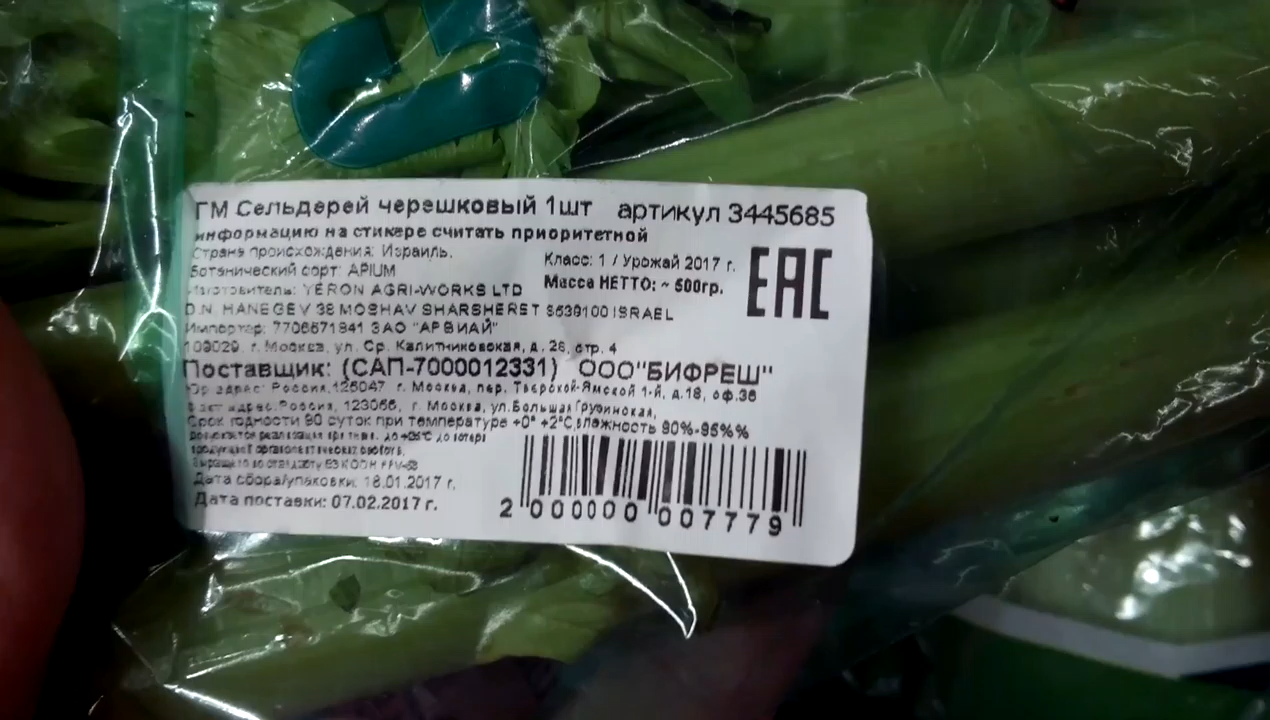 ГМ Сельдерей черешковый 1шт артикул 3445685
информацию на стикере считать приоритетной
Страна происхождения: Израиль.
Класс: 1 / Урожай 2017 г.
Ботанический сорт: APIUM
Масса НЕТТО: ~ 500гр.
EAC
Изготовитель: YERON AGRI-WORKS LTD
D.N. HANEGEV 38 MOSHAV SHARSHERET ISRAEL
Импортер: 7706671941 ЗАО "АРВИАЙ"
109029, г. Москва, ул. Ср. Калитниковская, д. 26, стр. 4
Поставщик: (САП-7000012331) ООО"БИФРЕШ"
Юр адрес: Россия,125047, г. Москва, пер. Тверской-Ямской 1-й, д.18, оф.36
Факт адрес:Россия, 123056, г. Москва, ул.Большая Грузинская,
Срок годности 90 суток при температуре +0° +2°С,влажность 90%-95%%
Дата сбора/упаковки: 18.01.2017 г.
Дата поставки: 07.02.2017 г.
2 000000 007779